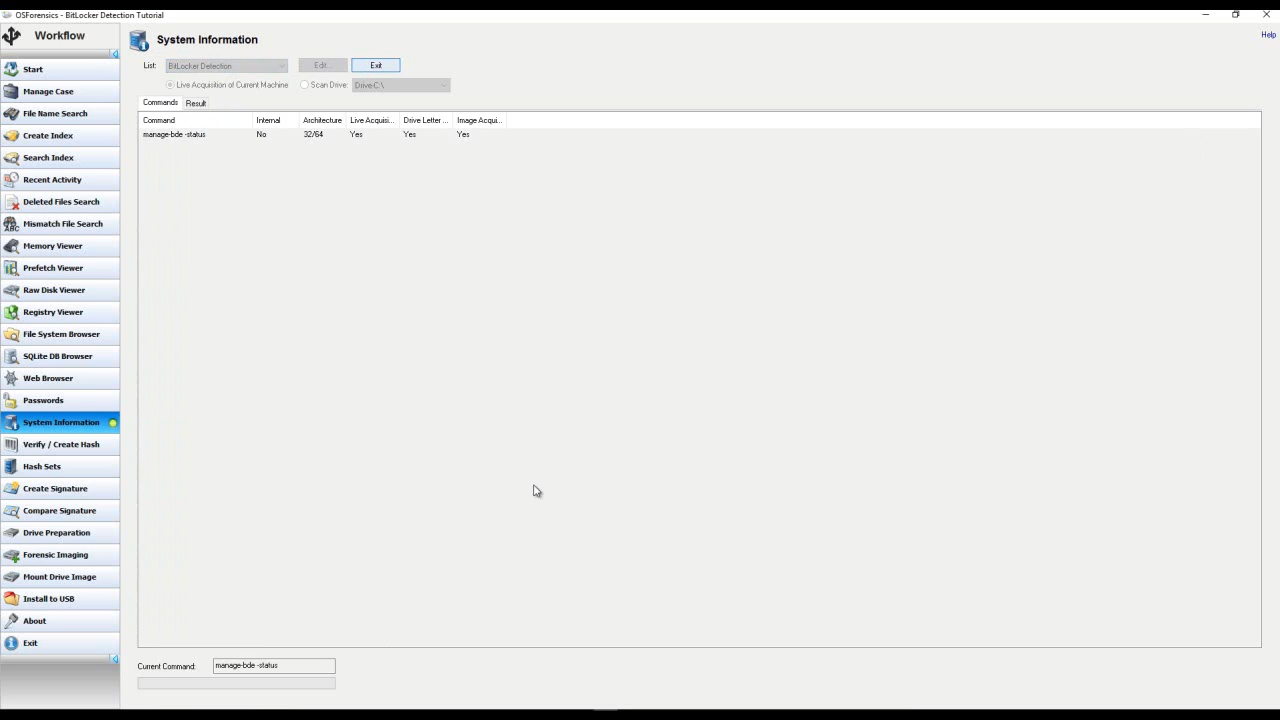 OSForensics - BitLocker Detection Tutorial
Workflow
Start
Manage Case
File Name Search
Create Index
Search Index
Recent Activity
Deleted Files Search
ABC
Mismatch File Search
Memory Viewer
Prefetch Viewer
Raw Disk Viewer
Registry Viewer
File System Browser
SQLite DB Browser
Web Browser
Passwords
System Information
Verify / Create Hash
Hash Sets
Create Signature
Compare Signature
Drive Preparation
Forensic Imaging
Mount Drive Image
Install to USB
About
Exit
System Information
Help
List: BitLocker Detection Edit... Exit
Live Acquisition of Current Machine Scan Drive: Drive-C:\
Commands Result
Command Internal Architecture Live Acquisi... Drive Letter ... Image Acqui...
manage-bde -status No 32/64 Yes Yes Yes
Current Command: manage-bde -status